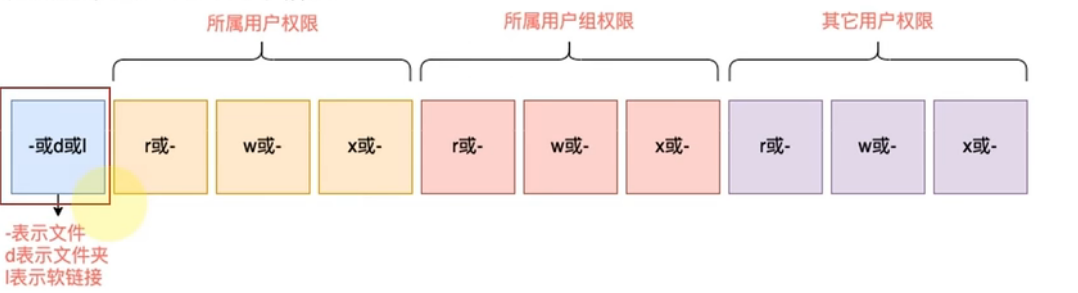 所属用户权限
所属用户组权限
其它用户权限
-或d或l
r或-
w或-
x或-
r或-
w或-
x或-
r或-
w或-
x或-
-表示文件
d表示文件夹
l表示软链接